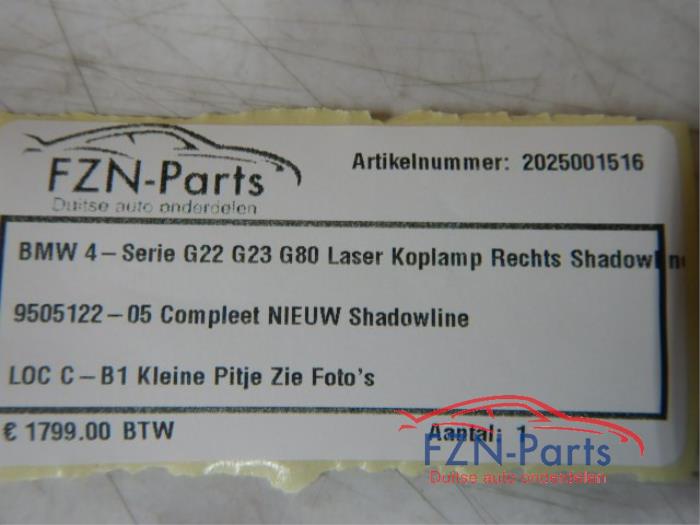 FZN-Parts
Duitse auto onderdelen
Artikelnummer: 2025001516
BMW 4-Serie G22 G23 G80 Laser Koplamp Rechts Shadowline
9505122-05 Compleet NIEUW Shadowline
LOC C-B1 Kleine Pitje Zie Foto's
€ 1799.00 BTW
Aantal: 1
FZN-Parts
Duitse auto onderdelen